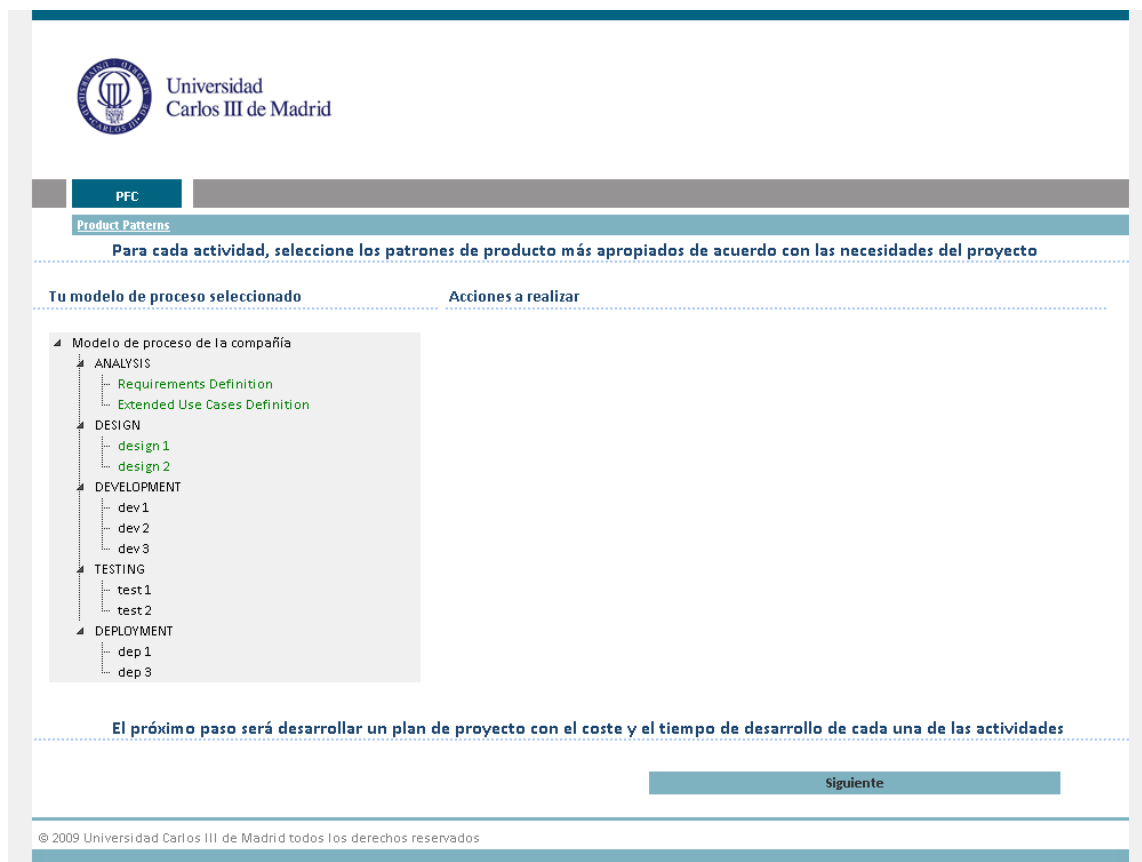 Universidad
Carlos III de Madrid
PFC
Product Patterns
Para cada actividad, seleccione los patrones de producto más apropiados de acuerdo con las necesidades del proyecto
Tu modelo de proceso seleccionado
Acciones a realizar
Modelo de proceso de la compañía
ANALYSIS
Requirements Definition
Extended Use Cases Definition
DESIGN
design 1
design 2
DEVELOPMENT
dev 1
dev 2
dev 3
TESTING
test 1
test 2
DEPLOYMENT
dep 1
dep 3
El próximo paso será desarrollar un plan de proyecto con el coste y el tiempo de desarrollo de cada una de las actividades
Siguiente
© 2009 Universidad Carlos III de Madrid todos los derechos reservados